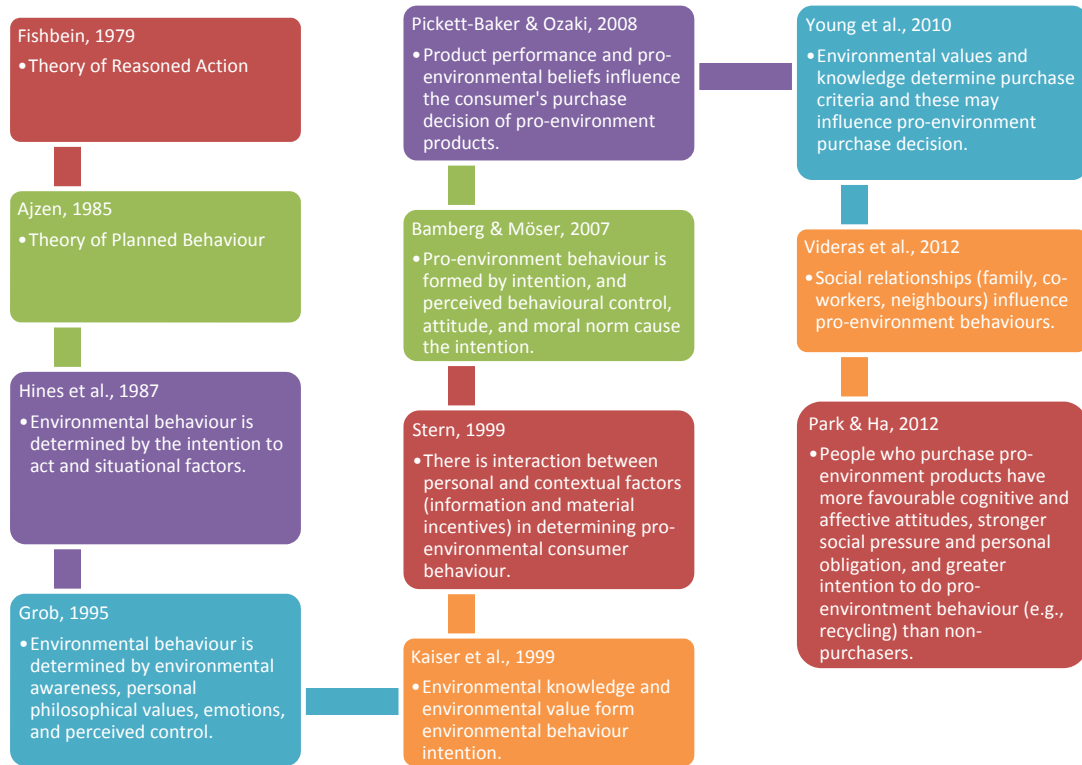 Fishbein, 1979
•Theory of Reasoned Action
Ajzen, 1985
•Theory of Planned Behaviour
Hines et al., 1987
•Environmental behaviour is
determined by the intention to
act and situational factors.
Grob, 1995
•Environmental behaviour is
determined by environmental
awareness, personal
philosophical values, emotions,
and perceived control.
Kaiser et al., 1999
•Environmental knowledge and
environmental value form
environmental behaviour
intention.
Stern, 1999
•There is interaction between
personal and contextual factors
(information and material
incentives) in determining pro-
environmental consumer
behaviour.
Bamberg & Möser, 2007
•Pro-environment behaviour is
formed by intention, and
perceived behavioural control,
attitude, and moral norm cause
the intention.
Pickett-Baker & Ozaki, 2008
•Product performance and pro-
environmental beliefs influence
the consumer's purchase
decision of pro-environment
products.
Young et al., 2010
•Environmental values and
knowledge determine purchase
criteria and these may
influence pro-environment
purchase decision.
Videras et al., 2012
•Social relationships (family, co-
workers, neighbours) influence
pro-environment behaviours.
Park & Ha, 2012
•People who purchase pro-
environment products have
more favourable cognitive and
affective attitudes, stronger
social pressure and personal
obligation, and greater
intention to do pro-
environtment behaviour (e.g.,
recycling) than non-
purchasers.